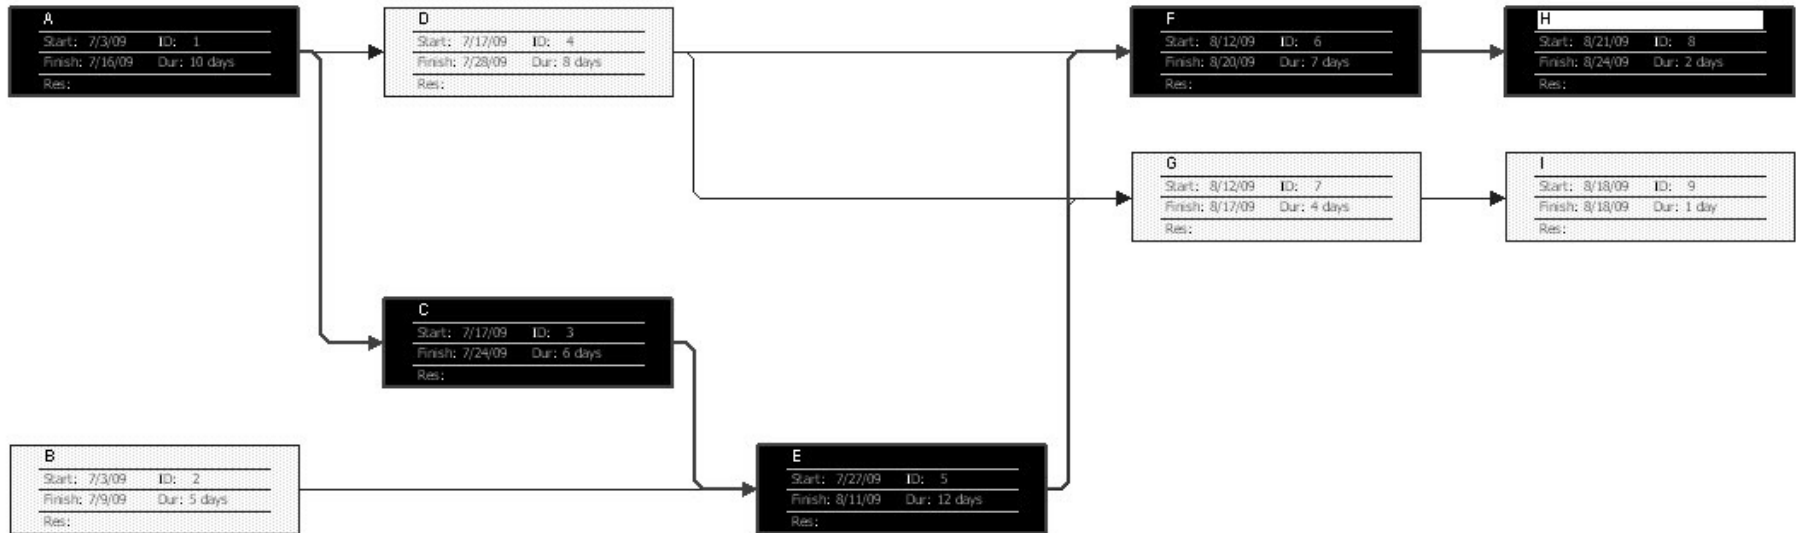 A
Start: 7/3/09 ID: 1
Finish: 7/16/09 Dur: 10 days
Res:
D
Start: 7/17/09 ID: 4
Finish: 7/28/09 Dur: 8 days
Res:
F
Start: 8/12/09 ID: 6
Finish: 8/20/09 Dur: 7 days
Res:
H
Start: 8/21/09 ID: 8
Finish: 8/24/09 Dur: 2 days
Res:
G
Start: 8/12/09 ID: 7
Finish: 8/17/09 Dur: 4 days
Res:
I
Start: 8/18/09 ID: 9
Finish: 8/18/09 Dur: 1 day
Res:
C
Start: 7/17/09 ID: 3
Finish: 7/24/09 Dur: 6 days
Res:
B
Start: 7/3/09 ID: 2
Finish: 7/9/09 Dur: 5 days
Res:
E
Start: 7/27/09 ID: 5
Finish: 8/11/09 Dur: 12 days
Res: